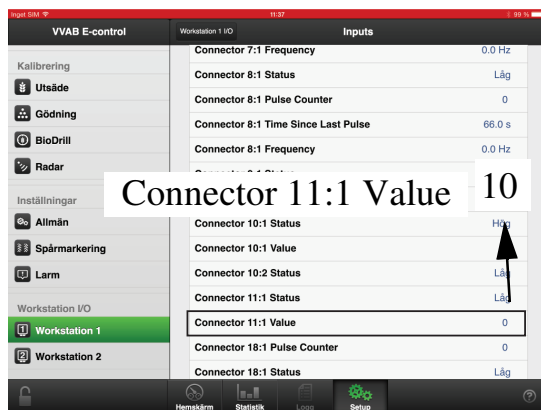 Inget SIM 11:37 99 %
VVAB E-control
Workstation 1 I/O Inputs
Kalibrering
Utsäde
Gödning
BioDrill
Radar
Inställningar
Allmän
Spårmarkering
Larm
Workstation I/O
Workstation 1
Workstation 2
Connector 7:1 Frequency 0.0 Hz
Connector 8:1 Status Låg
Connector 8:1 Pulse Counter 0
Connector 8:1 Time Since Last Pulse 66.0 s
Connector 8:1 Frequency 0.0 Hz
Connector 11:1 Value 10
Connector 10:1 Status Hög
Connector 10:1 Value
Connector 10:2 Status Låg
Connector 11:1 Status Låg
Connector 11:1 Value 0
Connector 18:1 Pulse Counter 0
Connector 18:1 Status Låg
Hemskärm Statistik Logg Setup